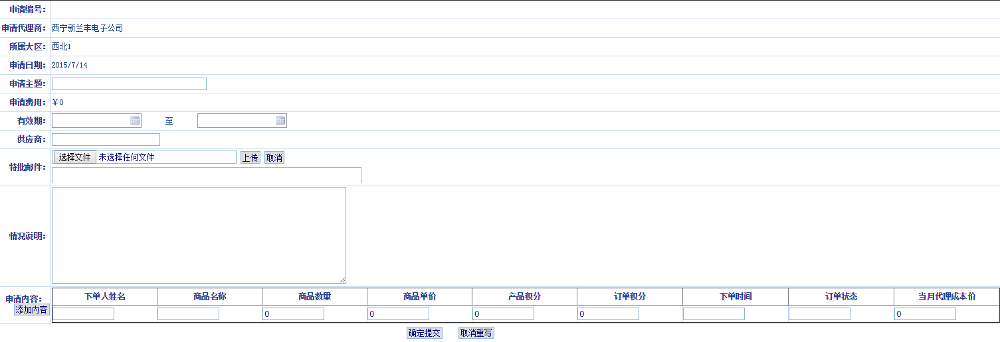 申请编号：
申请代理商： 西宁新兰丰电子公司
所属大区： 西北1
申请日期： 2015/7/14
申请主题：
申请费用： ￥0
有效期： 至
供应商：
特批邮件： 选择文件 未选择任何文件 上传 取消
情况说明：
申请内容： 添加内容
下单人姓名 商品名称 商品数量 商品单价 产品积分 订单积分 下单时间 订单状态 当月代理成本价
0 0 0 0 0
确定提交 取消重写